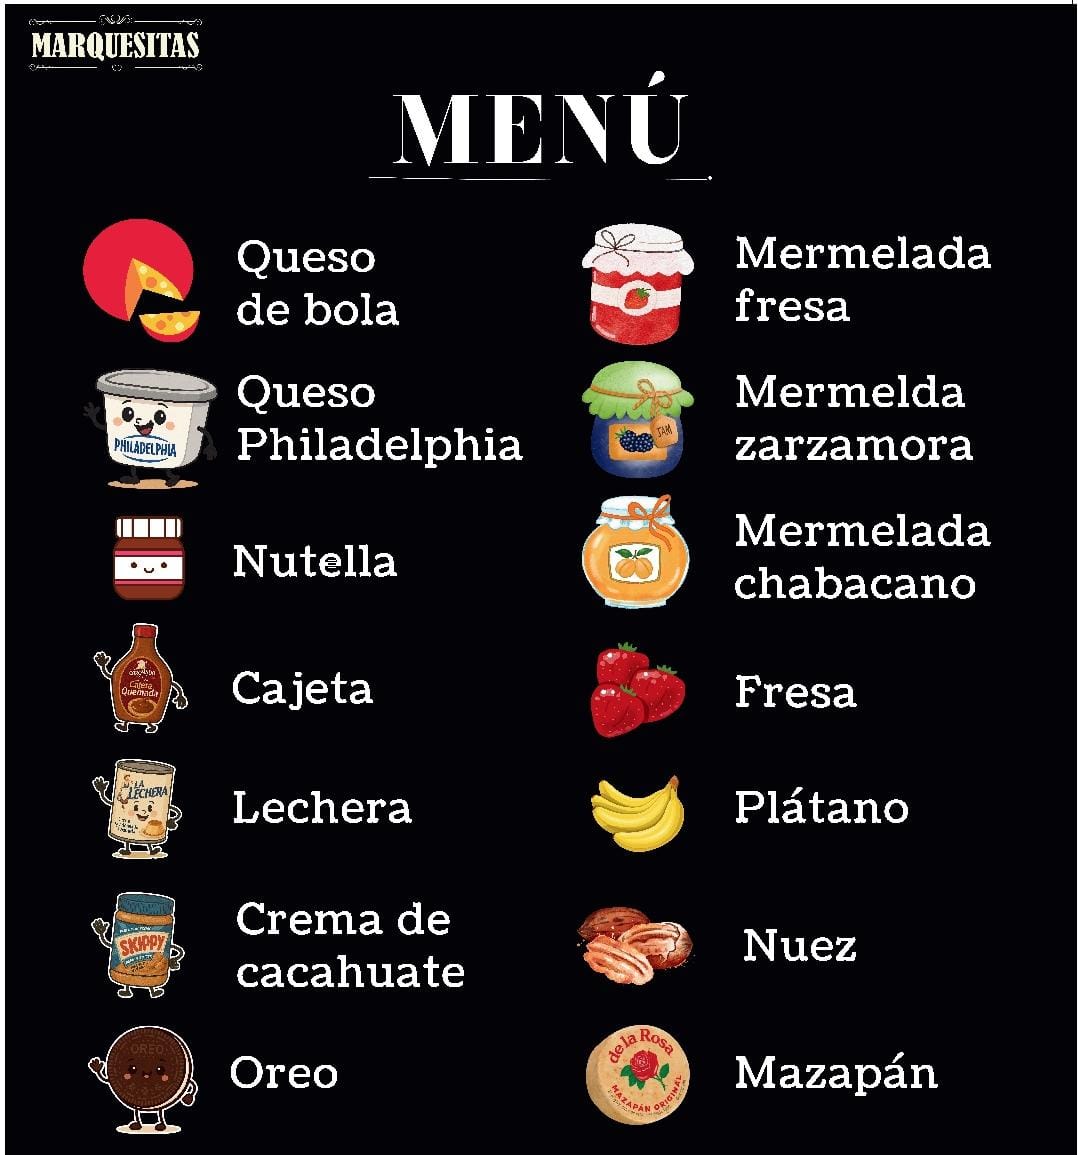 MARQUESITAS
MENÚ
Queso
de bola
PHILADELPHIA
Queso
Philadelphia
Nutella
Cajeta
Quemada
Cajeta
LA
LECHERA
Lechera
SKIPPY
Crema de
cacahuate
OREO
Oreo
Mermelada
fresa
JAM
Mermelda
zarzamora
Mermelada
chabacano
Fresa
Plátano
Nuez
de la Rosa
MAZAPÁN ORIGINAL
Mazapán